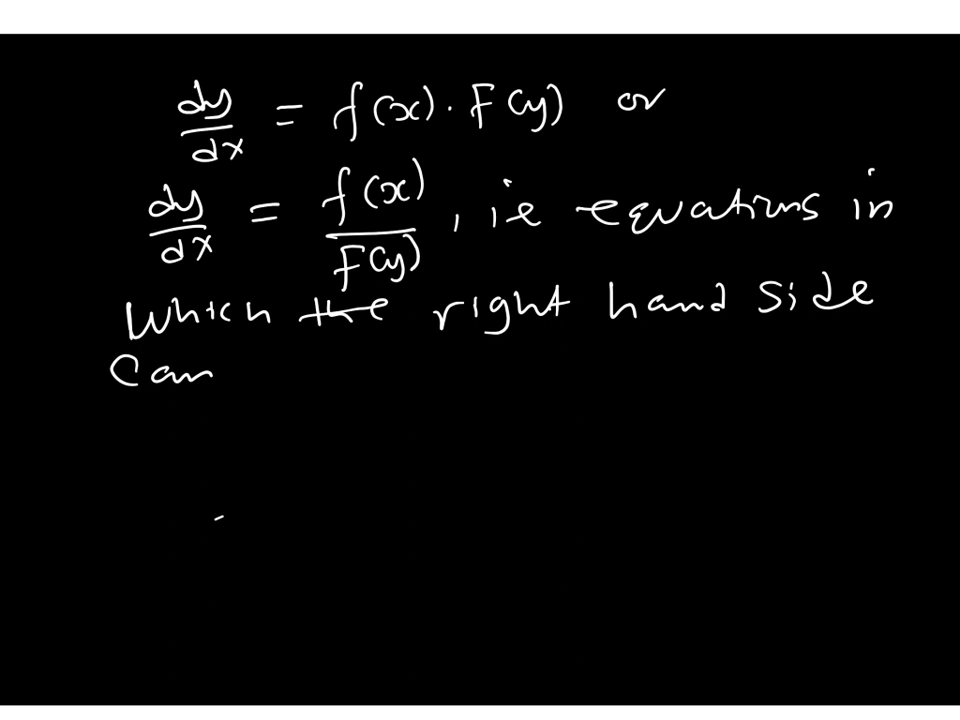 dy/dx = f(x) · F(y) or
dy/dx = f(x)/F(y), ie equations in
Which the right hand side
Can